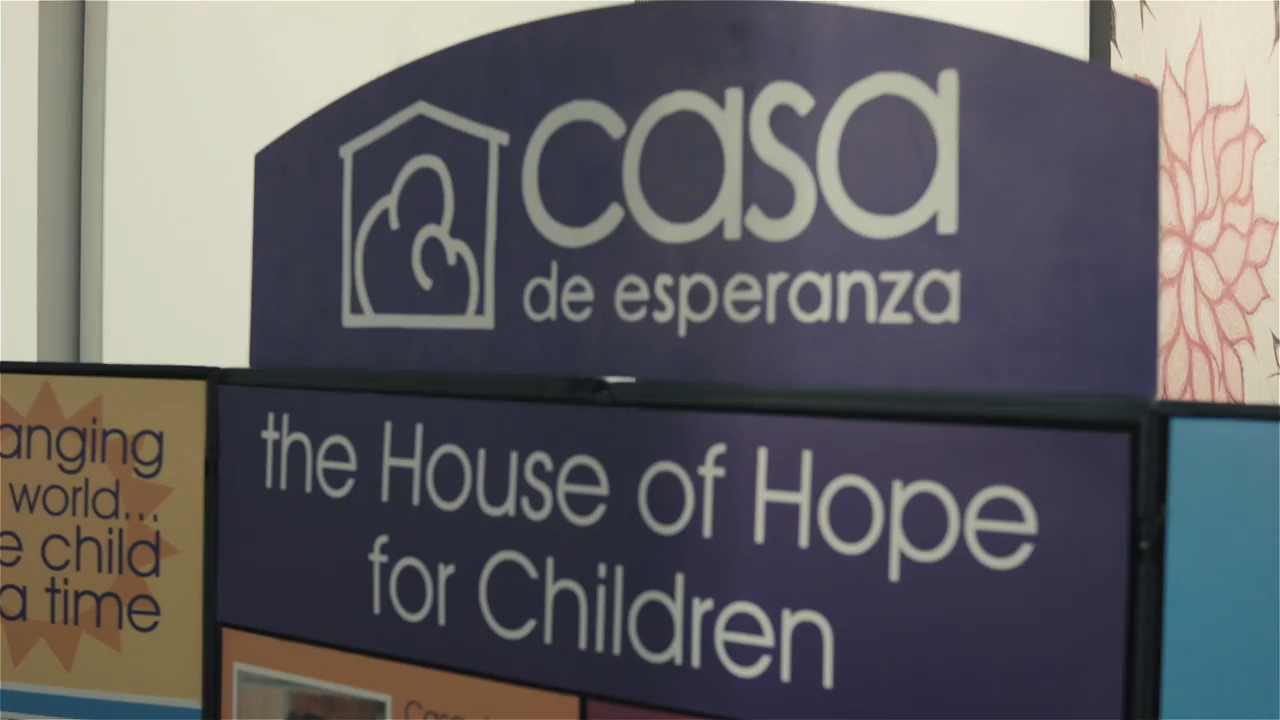 casa
de esperanza
the House of Hope
for Children
anging
world...
e child
a time